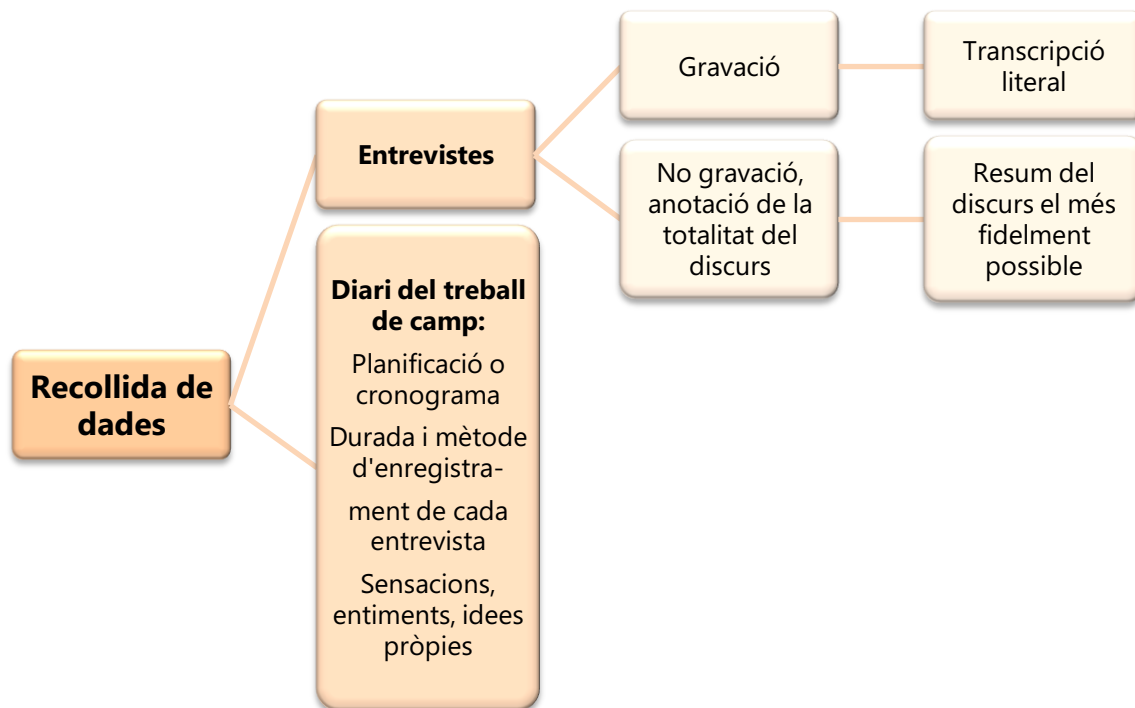 Recollida de
dades
Entrevistes
Gravació
Transcripció
literal
No gravació,
anotació de la
totalitat del
discurs
Resum del
discurs el més
fidelment
possible
Diari del treball
de camp:
Planificació o
cronograma
Durada i mètode
d'enregistra-
ment de cada
entrevista
Sensacions,
entiments, idees
pròpies